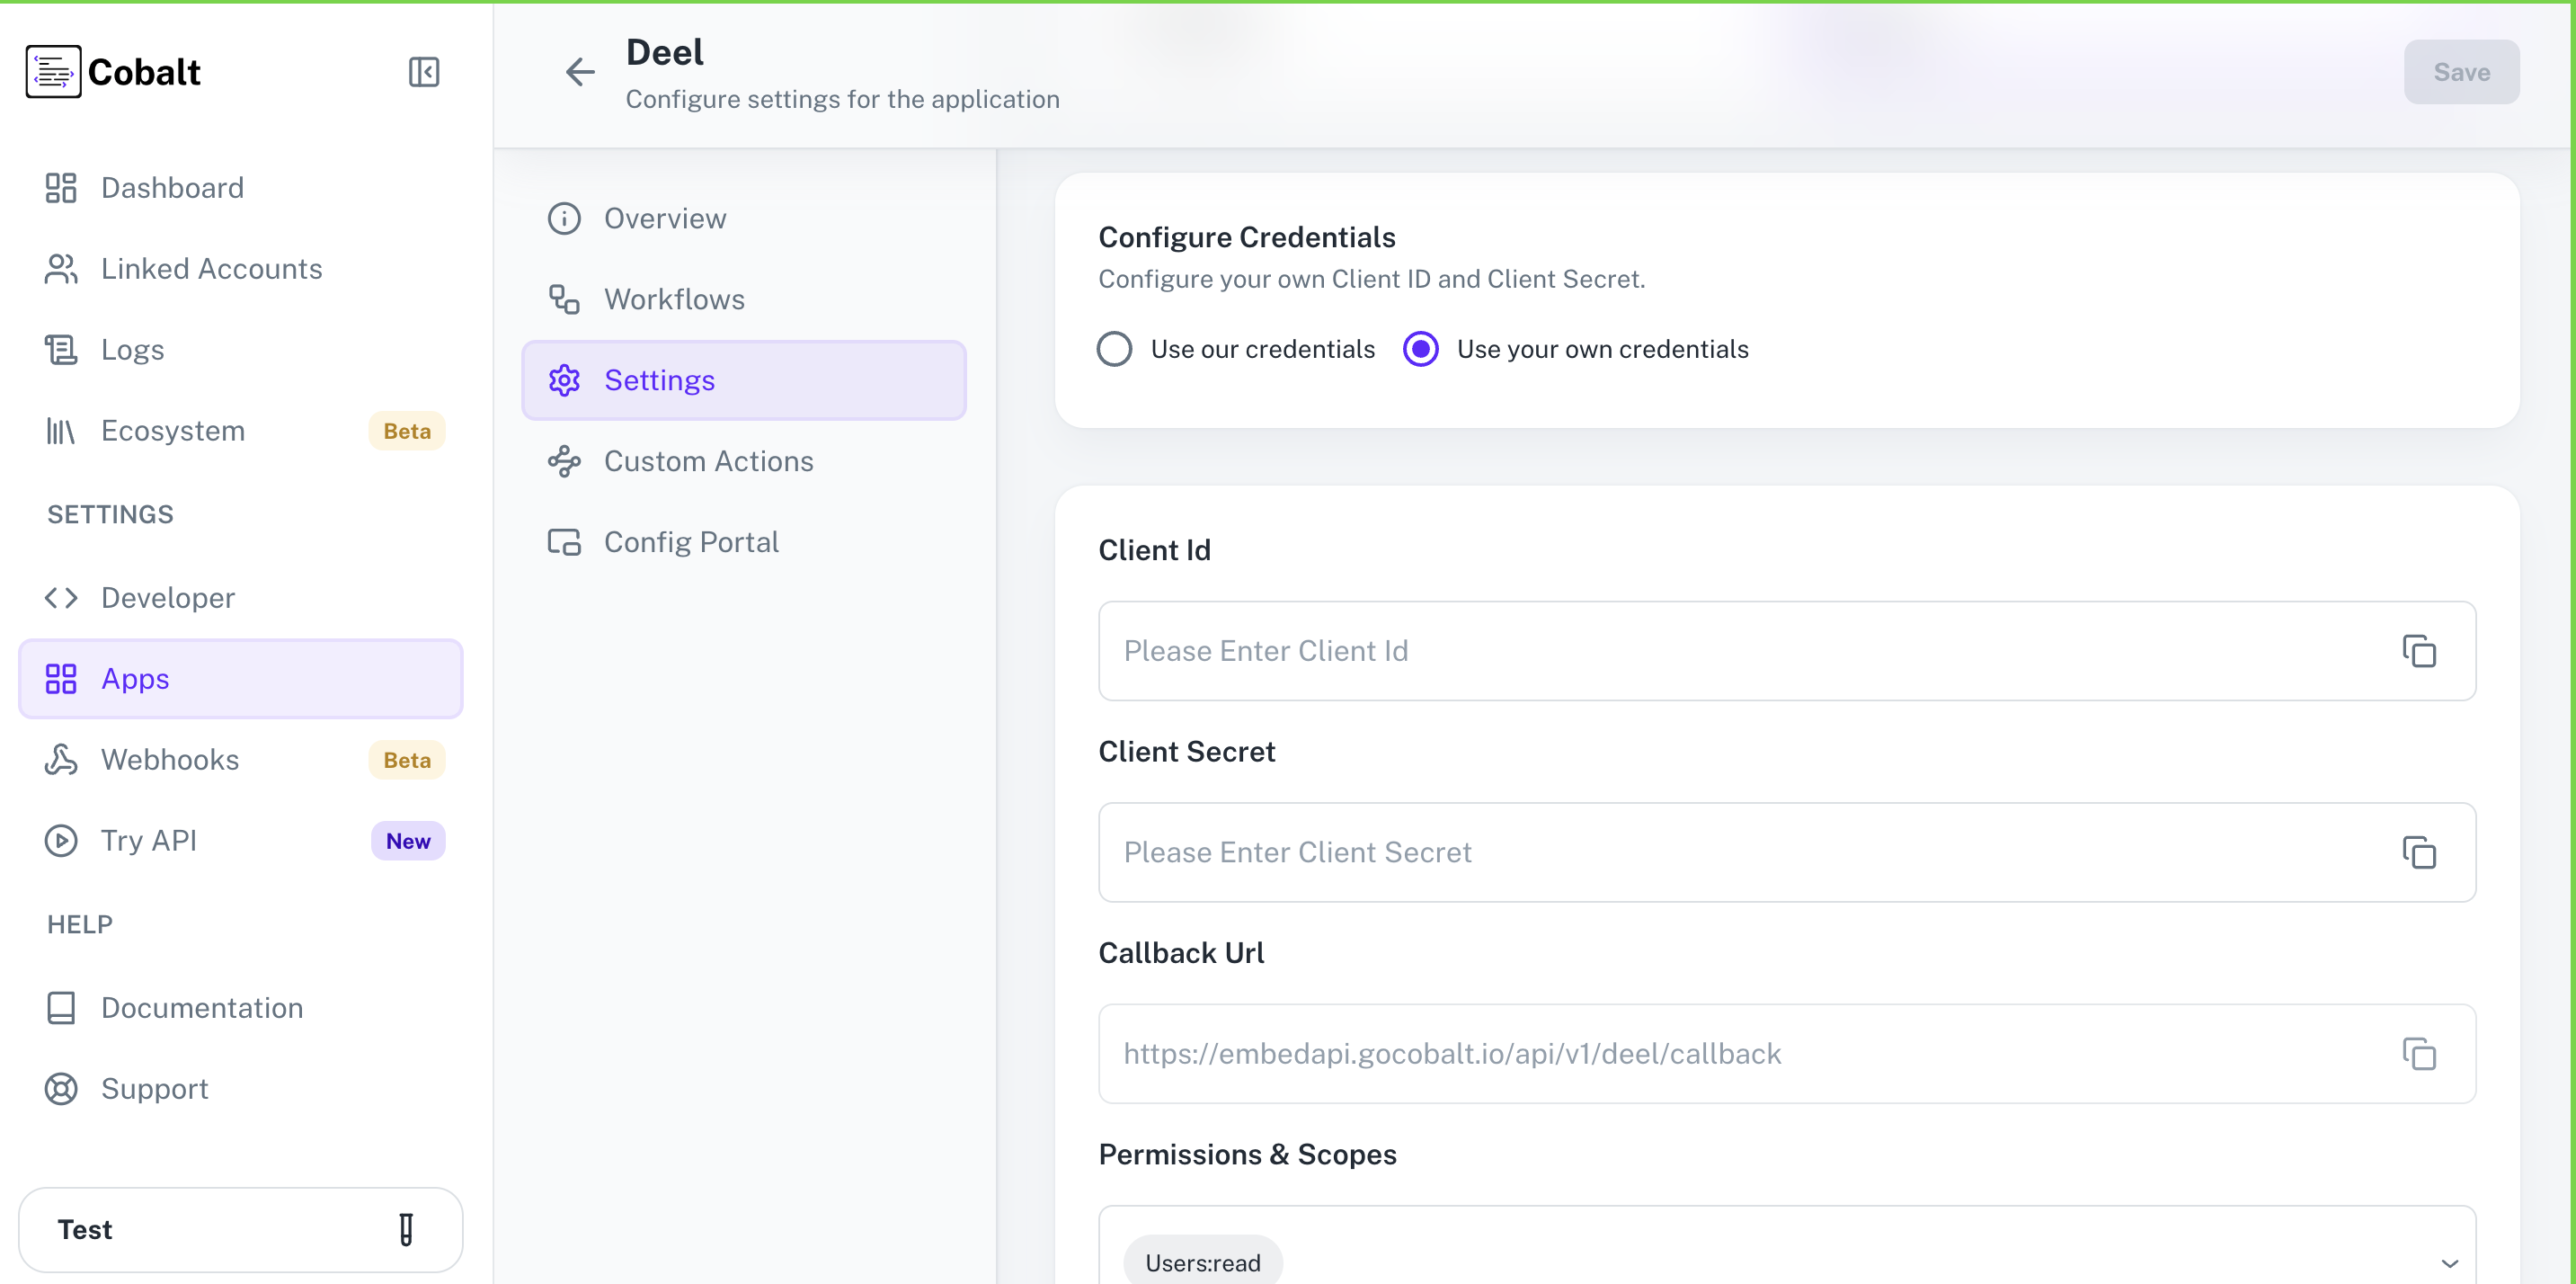 Cobalt
Dashboard
Linked Accounts
Logs
Ecosystem Beta
SETTINGS
Developer
Apps
Webhooks Beta
Try API New
HELP
Documentation
Support
Test
Deel
Configure settings for the application
Save
Overview
Workflows
Settings
Custom Actions
Config Portal
Configure Credentials
Configure your own Client ID and Client Secret.
Use our credentials Use your own credentials
Client Id
Please Enter Client Id
Client Secret
Please Enter Client Secret
Callback Url
https://embedapi.gocobalt.io/api/v1/deel/callback
Permissions & Scopes
Users:read